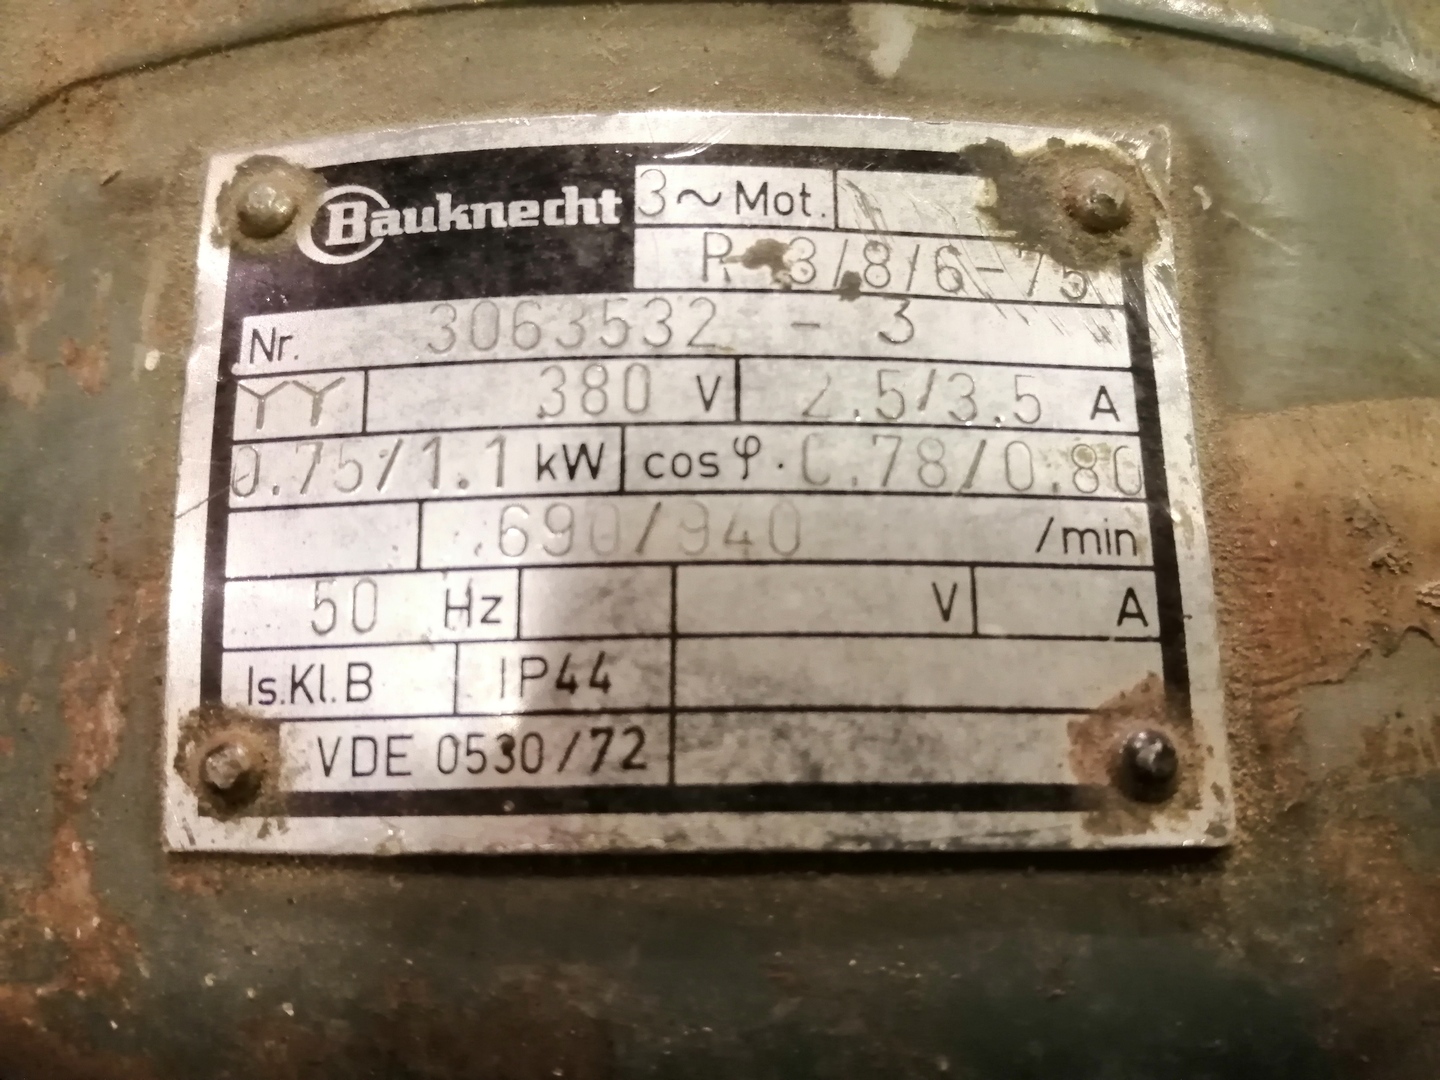 Bauknecht 3~ Mot.
3/8/6-75
Nr. 3063532 - 3
YY 380 V 2.5/3.5 A
0.75/1.1 kW cos φ. 0.78/0.80
690/940 /min
50 Hz V A
Is.Kl.B IP44
VDE 0530/72